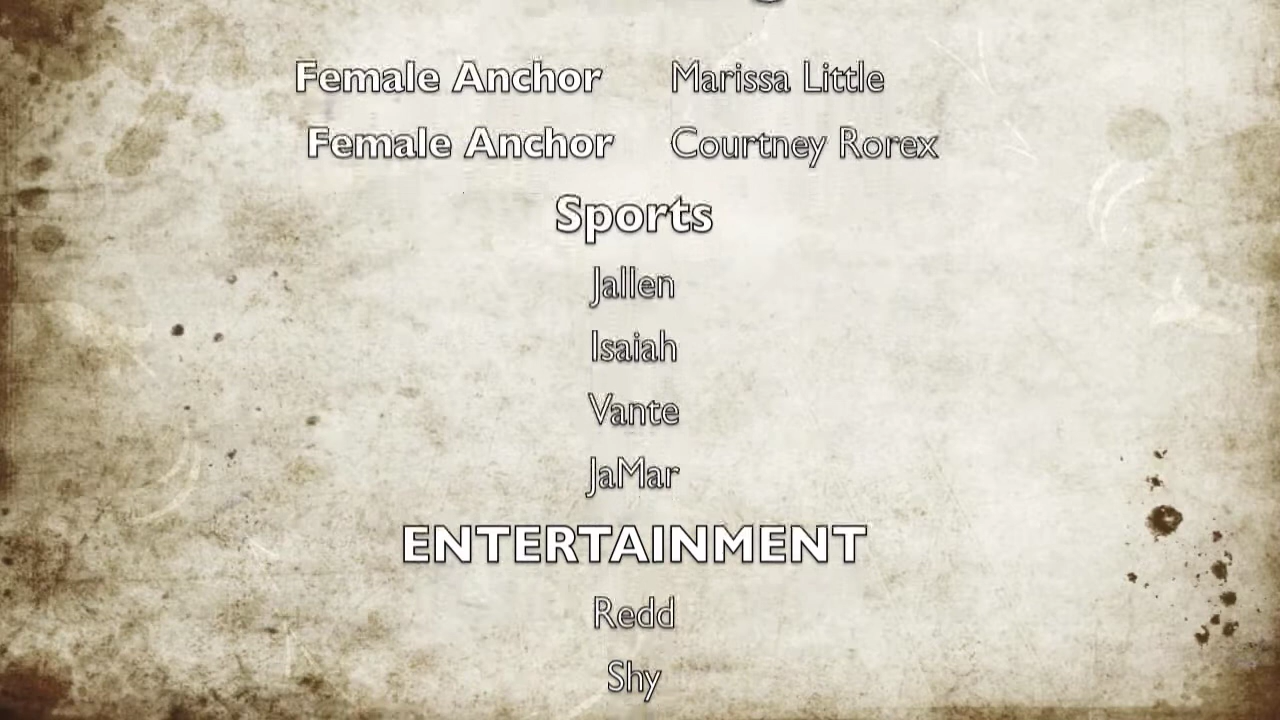 Female Anchor Marissa Little
Female Anchor Courtney Rorex
Sports
Jallen
Isaiah
Vante
JaMar
ENTERTAINMENT
Redd
Shy